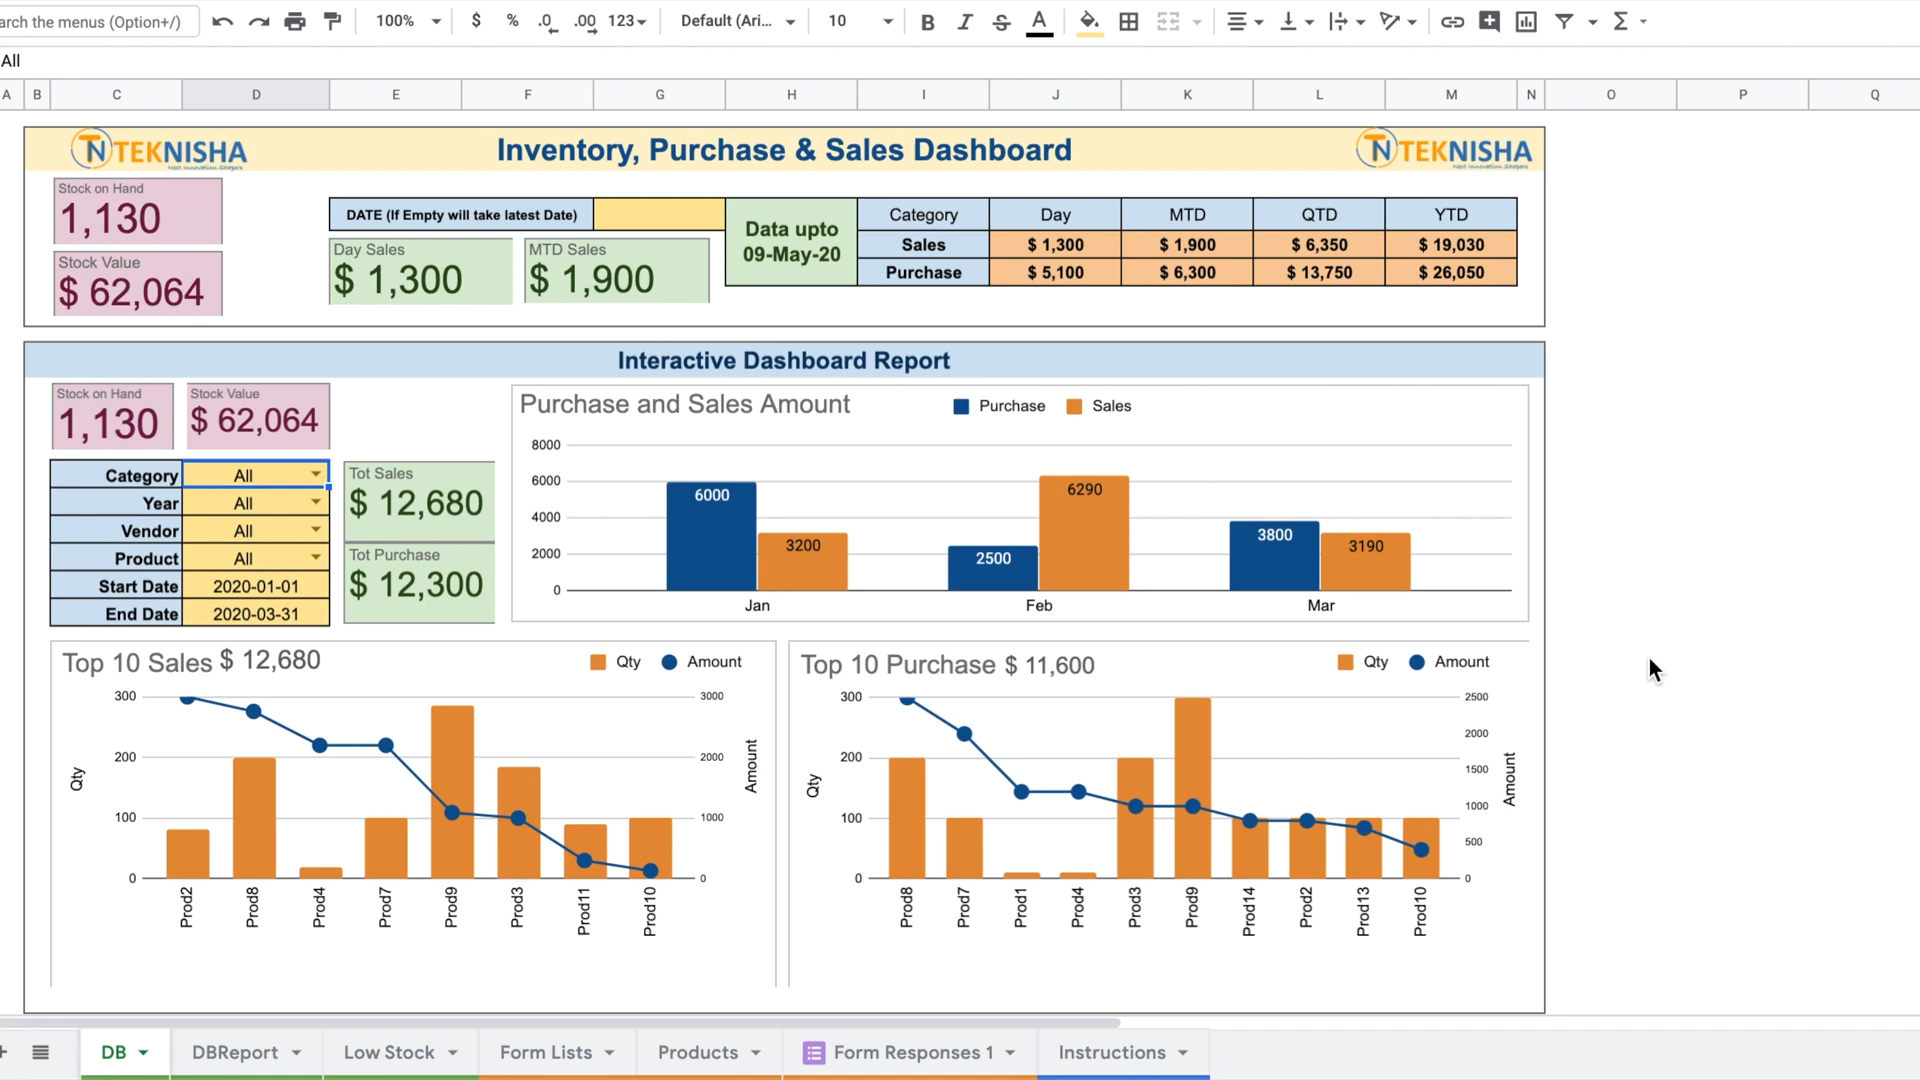 arch the menus (Option+/)
100%
$
%
.0
.00
123
Default (Ari...
10
B
I
S
A
Σ
All
A B C D E F G H I J K L M N O P Q
TN TEKNISHA
Next Innovation Shapers
Inventory, Purchase & Sales Dashboard
TN TEKNISHA
Next Innovation Shapers
Stock on Hand
1,130
Stock Value
$ 62,064
DATE (If Empty will take latest Date)
Day Sales
$ 1,300
MTD Sales
$ 1,900
Data upto
09-May-20
Category Day MTD QTD YTD
Sales $ 1,300 $ 1,900 $ 6,350 $ 19,030
Purchase $ 5,100 $ 6,300 $ 13,750 $ 26,050
Interactive Dashboard Report
Stock on Hand
1,130
Stock Value
$ 62,064
Category All
Year All
Vendor All
Product All
Start Date 2020-01-01
End Date 2020-03-31
Tot Sales
$ 12,680
Tot Purchase
$ 12,300
Purchase and Sales Amount
Purchase Sales
8000
6000
4000
2000
0
6000
3200
2500
6290
3800
3190
Jan Feb Mar
Top 10 Sales $ 12,680
Qty Amount
300
200
100
0
Qty
3000
2000
1000
0
Amount
Prod2 Prod8 Prod4 Prod7 Prod9 Prod3 Prod11 Prod10
Top 10 Purchase $ 11,600
Qty Amount
300
200
100
0
Qty
2500
2000
1500
1000
500
0
Amount
Prod8 Prod7 Prod1 Prod4 Prod3 Prod9 Prod14 Prod2 Prod13 Prod10
DB
DBReport
Low Stock
Form Lists
Products
Form Responses 1
Instructions